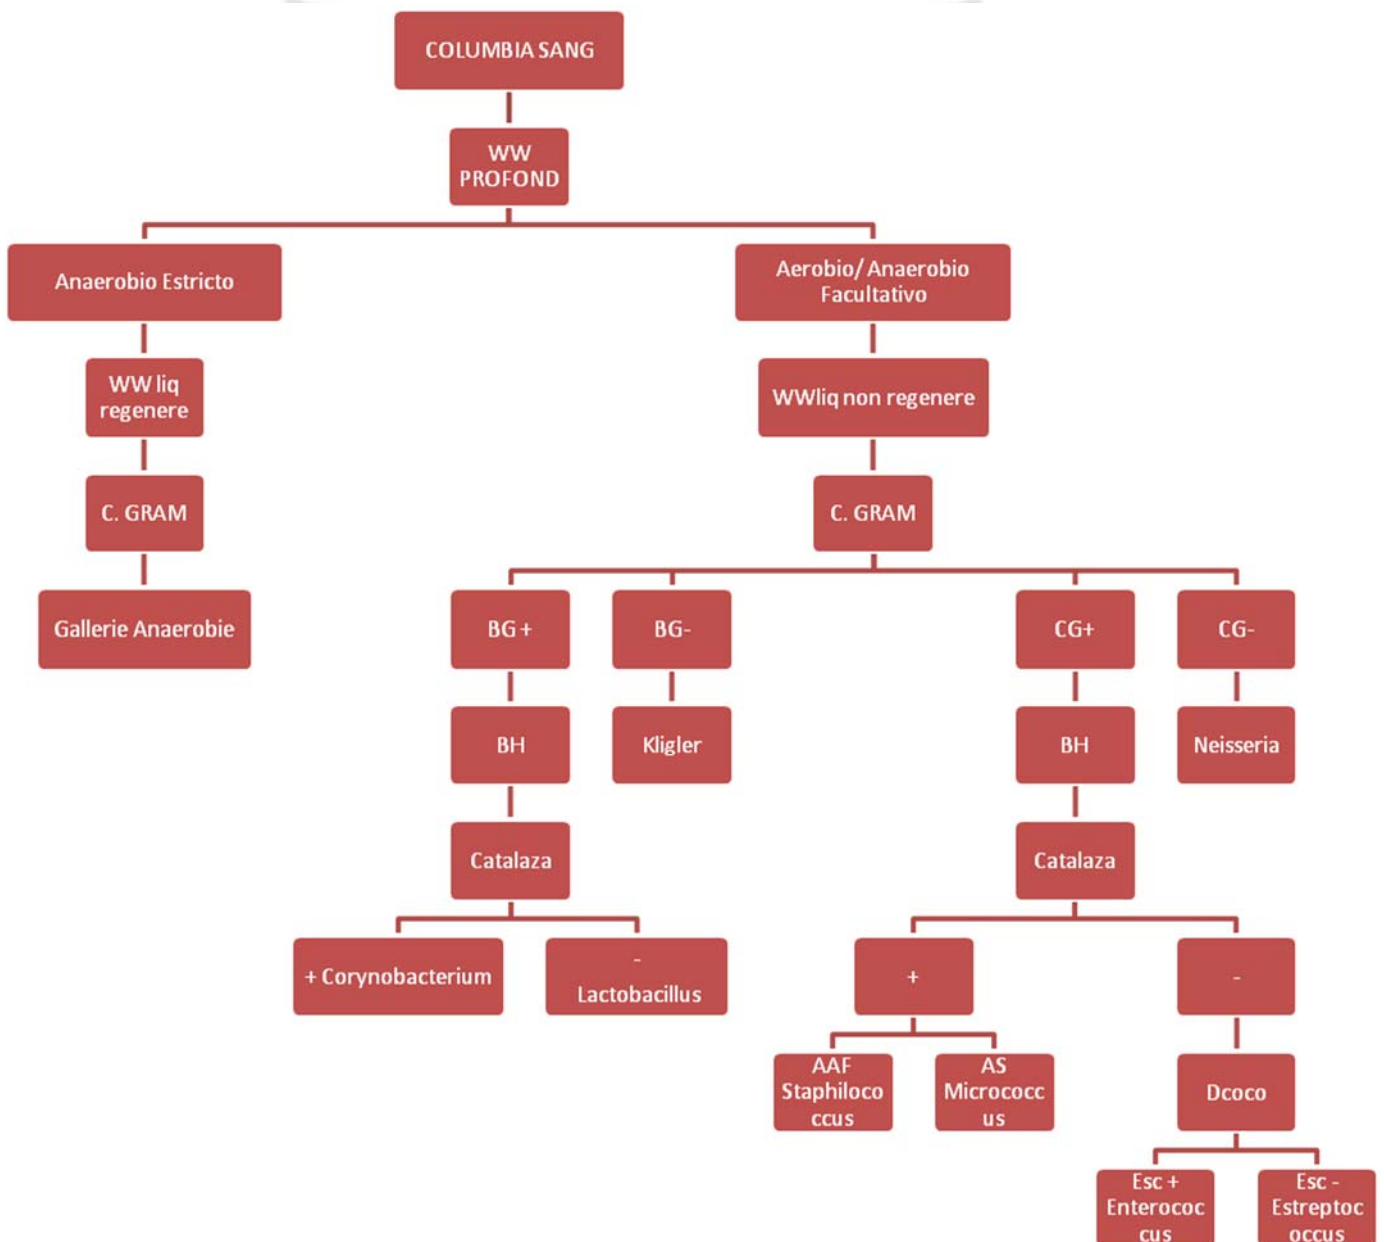 COLUMBIA SANG
WW
PROFOND
Anaerobio Estricto
Aerobio/ Anaerobio
Facultativo
WW liq
regenere
WWliq non regenere
C. GRAM
C. GRAM
Gallerie Anaerobie
BG +
BG-
CG+
CG-
BH
Kligler
BH
Neisseria
Catalaza
Catalaza
+ Corynobacterium
-
Lactobacillus
+
-
AAF
Staphiloco
ccus
AS
Micrococc
us
Dcoco
Esc +
Enterococ
cus
Esc -
Estreptoc
occus